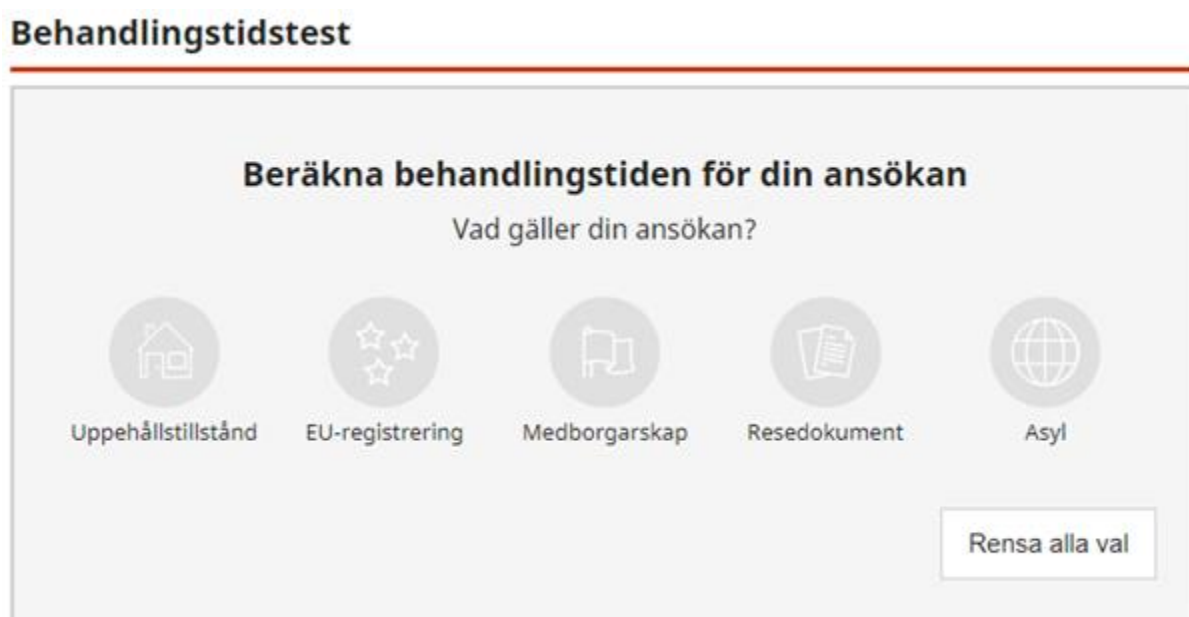 Behandlingstidstest
Beräkna behandlingstiden för din ansökan
Vad gäller din ansökan?
Uppehållstillstånd
EU-registrering
Medborgarskap
Resedokument
Asyl
Rensa alla val